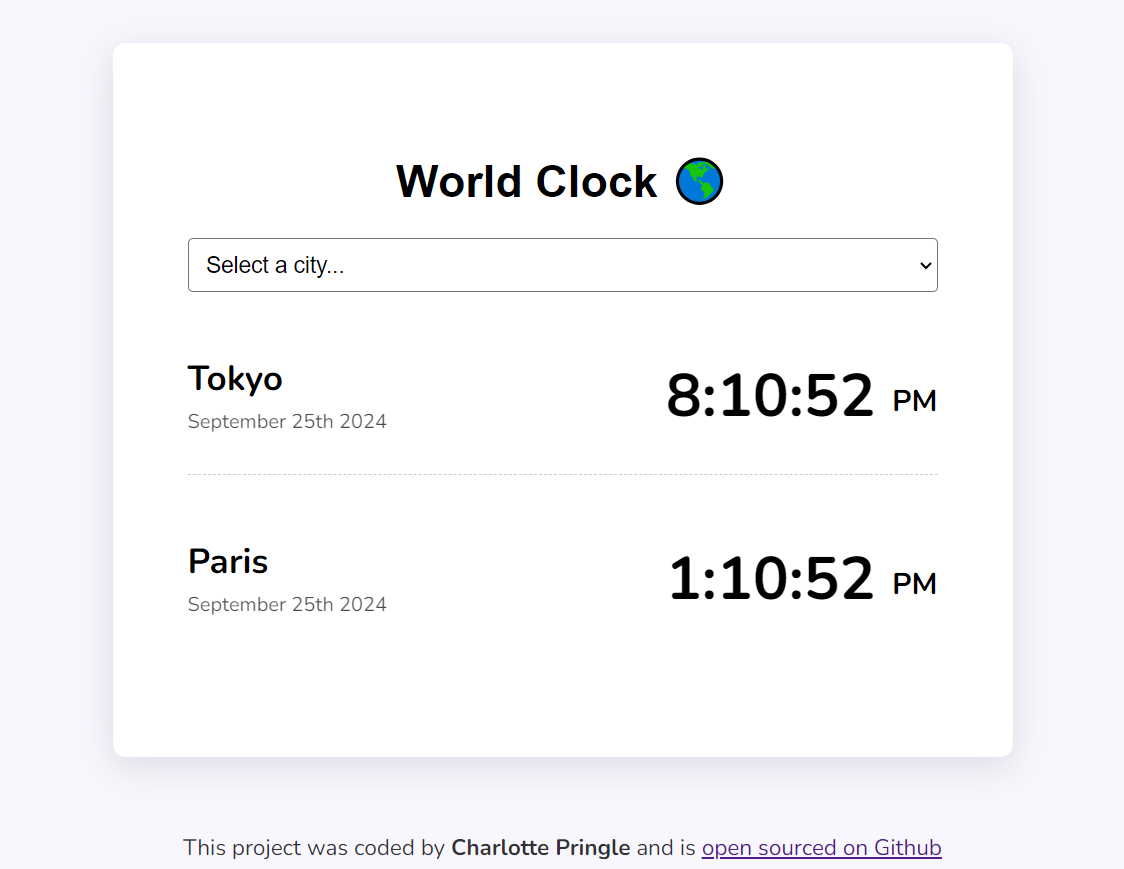 World Clock 🌎
Select a city...
Tokyo
September 25th 2024
8:10:52 PM
Paris
September 25th 2024
1:10:52 PM
This project was coded by Charlotte Pringle and is open sourced on Github